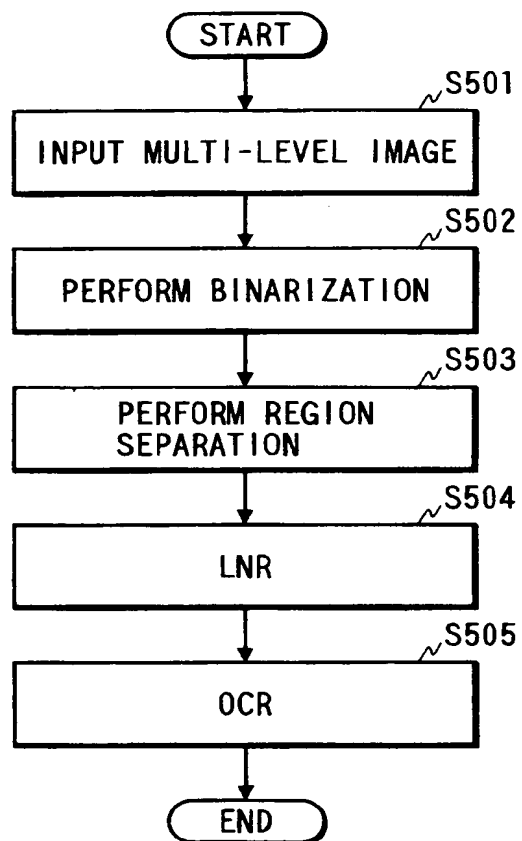 START
S501
INPUT MULTI-LEVEL IMAGE
S502
PERFORM BINARIZATION
S503
PERFORM REGION
SEPARATION
S504
LNR
S505
OCR
END